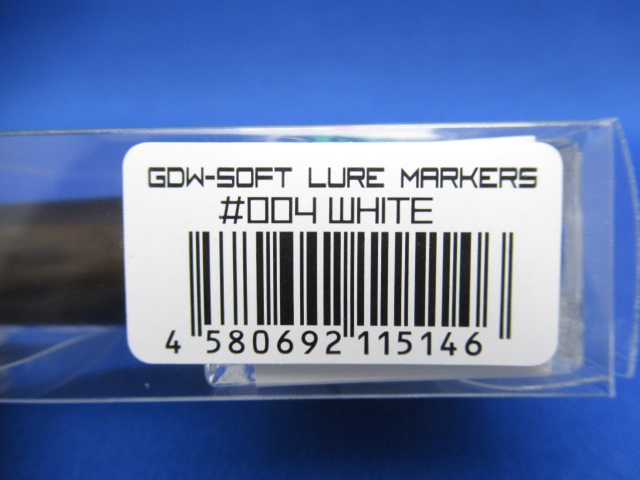 GDW-SOFT LURE MARKERS
#004 WHITE
4 580692 115146